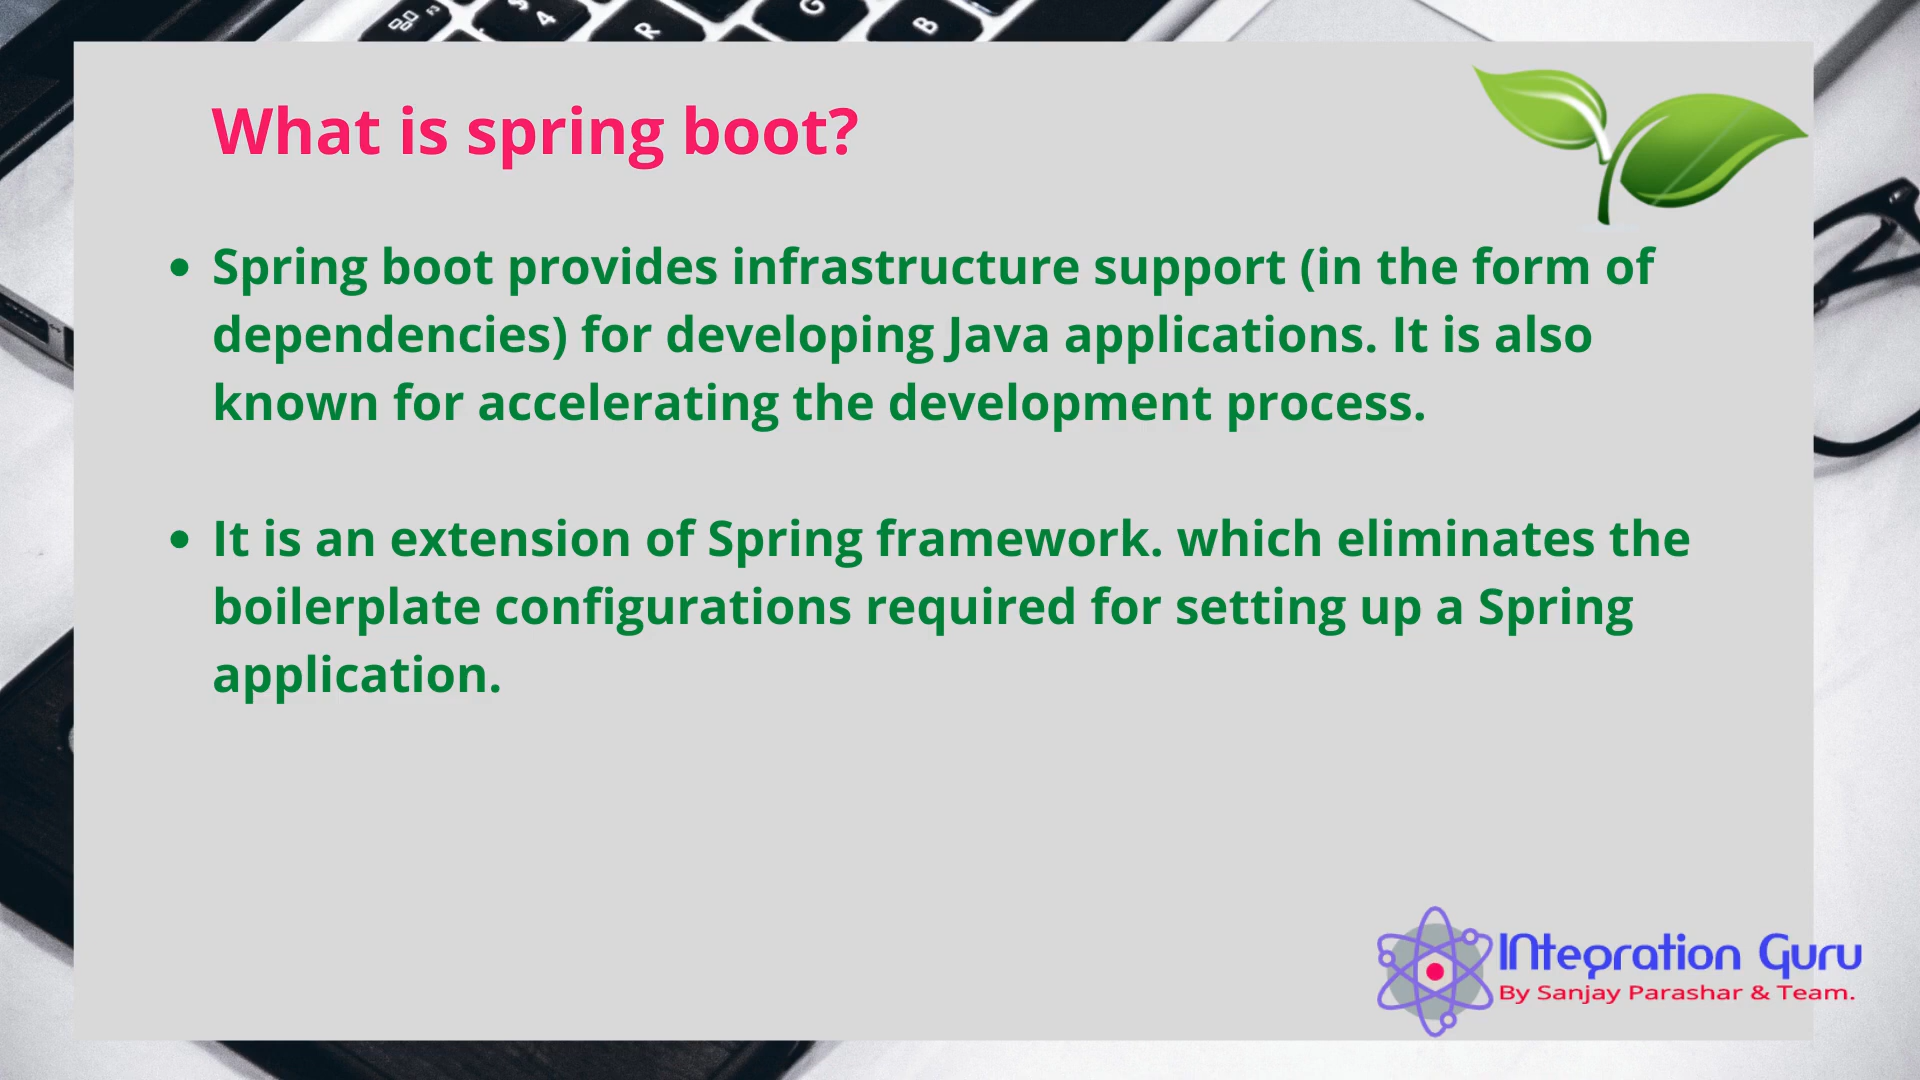 What is spring boot?
• Spring boot provides infrastructure support (in the form of
dependencies) for developing Java applications. It is also
known for accelerating the development process.
• It is an extension of Spring framework. which eliminates the
boilerplate configurations required for setting up a Spring
application.
INtegration Guru
By Sanjay Parashar & Team.
F3
$ 4
R
G
B